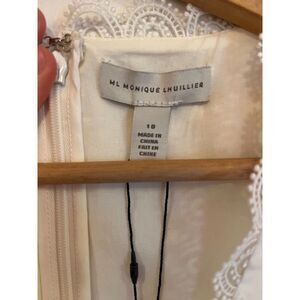 ML MONIQUE LHUILLIER
10
MADE IN
CHINA
FAIT EN
CHINE